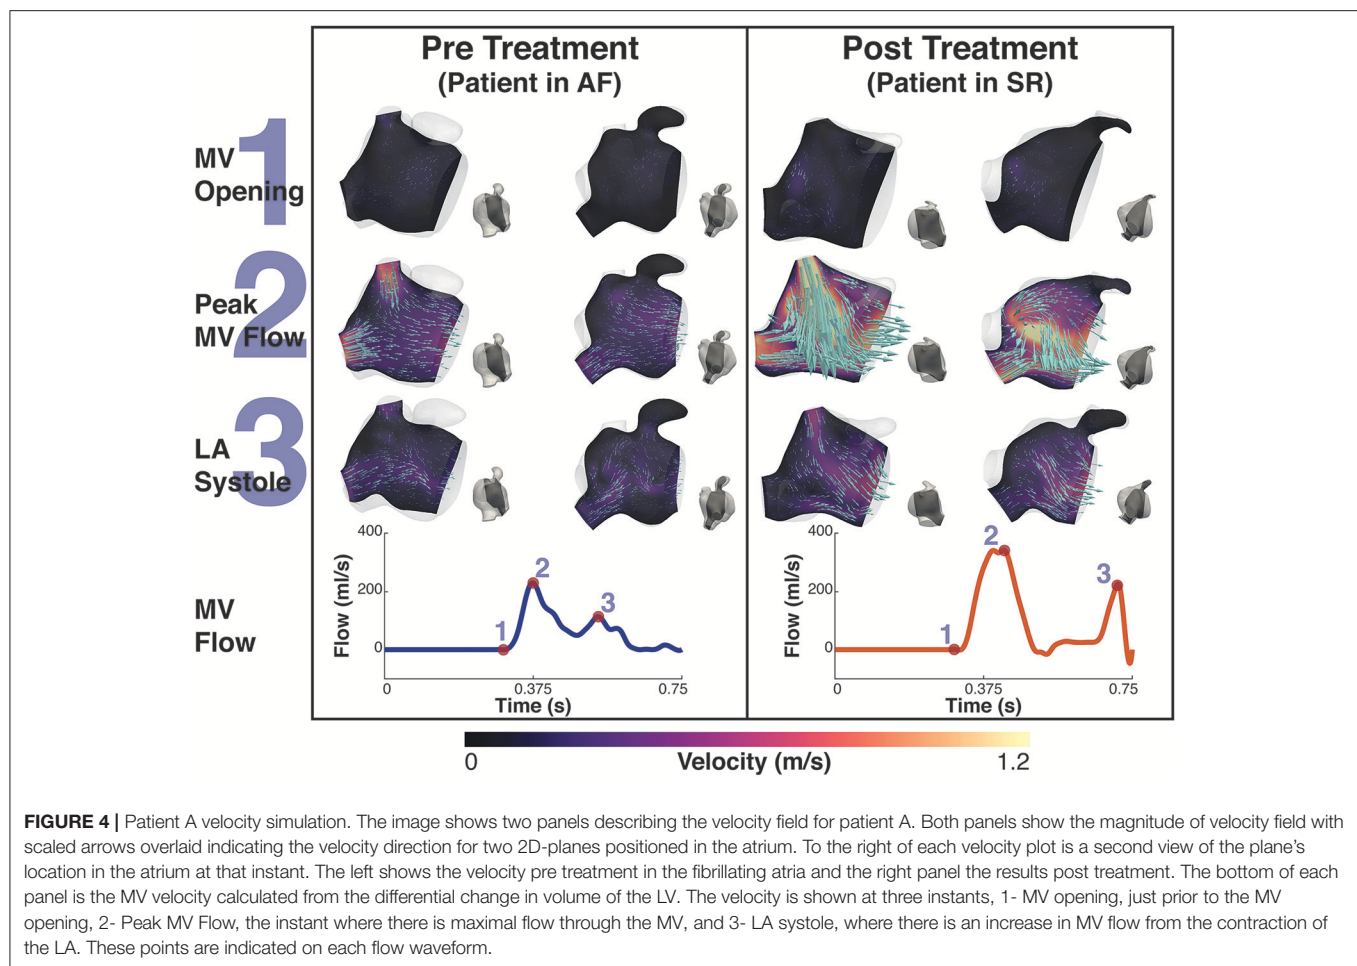 Pre Treatment
(Patient in AF)
Post Treatment
(Patient in SR)
1
MV
Opening
2
Peak
MV Flow
3
LA
Systole
MV
Flow
Flow (ml/s)
400
200
0
1
2
3
0
0.375
0.75
Time (s)
Flow (ml/s)
400
200
0
1
2
3
0
0.375
0.75
Time (s)
0
Velocity (m/s)
1.2
FIGURE 4 | Patient A velocity simulation. The image shows two panels describing the velocity field for patient A. Both panels show the magnitude of velocity field with
scaled arrows overlaid indicating the velocity direction for two 2D-planes positioned in the atrium. To the right of each velocity plot is a second view of the plane's
location in the atrium at that instant. The left shows the velocity pre treatment in the fibrillating atria and the right panel the results post treatment. The bottom of each
panel is the MV velocity calculated from the differential change in volume of the LV. The velocity is shown at three instants, 1- MV opening, just prior to the MV
opening, 2- Peak MV Flow, the instant where there is maximal flow through the MV, and 3- LA systole, where there is an increase in MV flow from the contraction of
the LA. These points are indicated on each flow waveform.